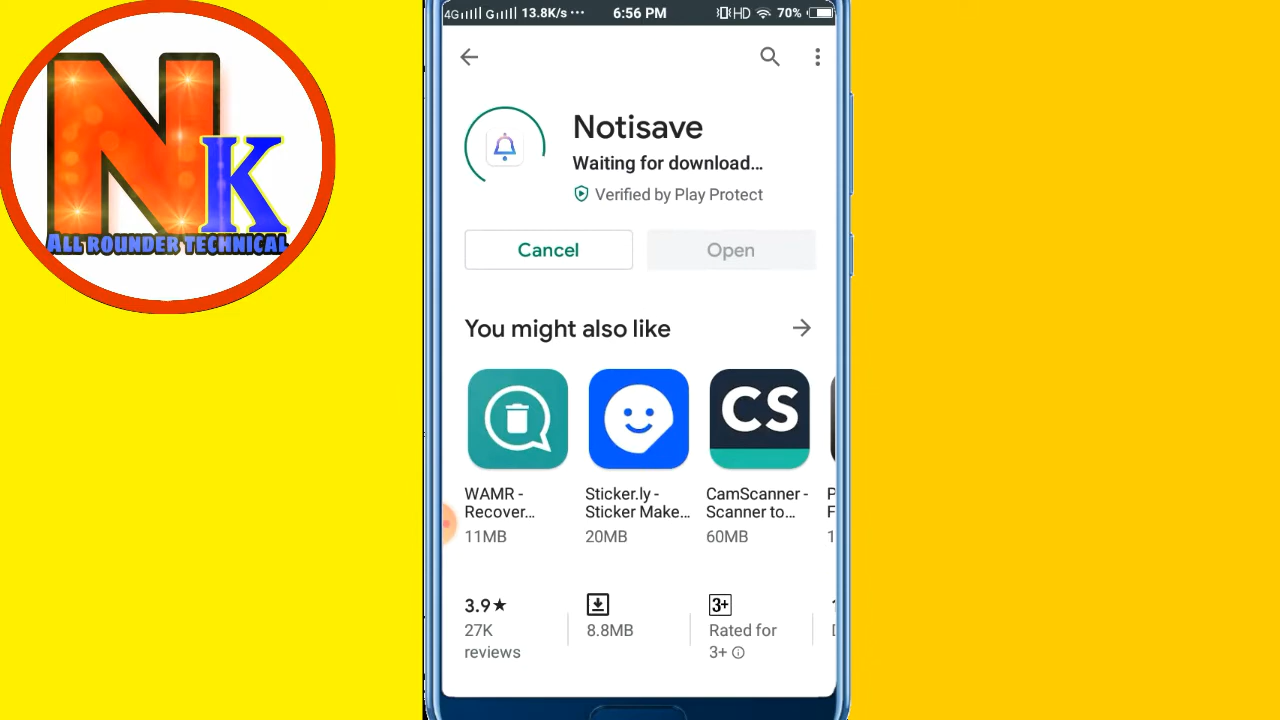 N
K
ALL ROUNDER TECHNICAL
4G G 13.8K/s ··· 6:56 PM HD 70%
Notisave
Waiting for download...
Verified by Play Protect
Cancel Open
You might also like
CS
WAMR - Recover...
11MB
Sticker.ly - Sticker Make...
20MB
CamScanner - Scanner to...
60MB
P
F
1
3.9★
27K
reviews
8.8MB
3+
Rated for
3+